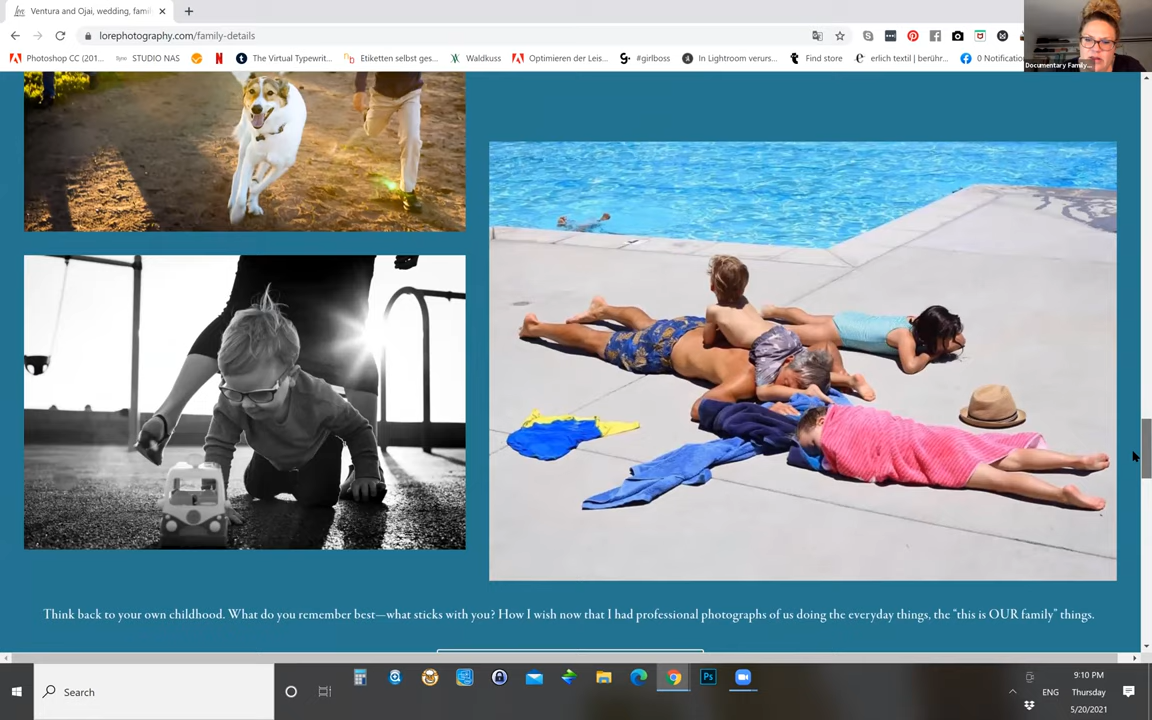 Ventura and Ojai, wedding, famil
lorephotography.com/family-details
Photoshop CC (201... STUDIO NAS The Virtual Typewrit... Etiketten selbst ges... Waldkuss Optimieren der Leis... #girlboss In Lightroom verurs... Find store erlich textil | berühr... 0 Notificatio
Documentary Family...
Think back to your own childhood. What do you remember best—what sticks with you? How I wish now that I had professional photographs of us doing the everyday things, the “this is OUR family” things.
Search
ENG
9:10 PM
Thursday
5/20/2021